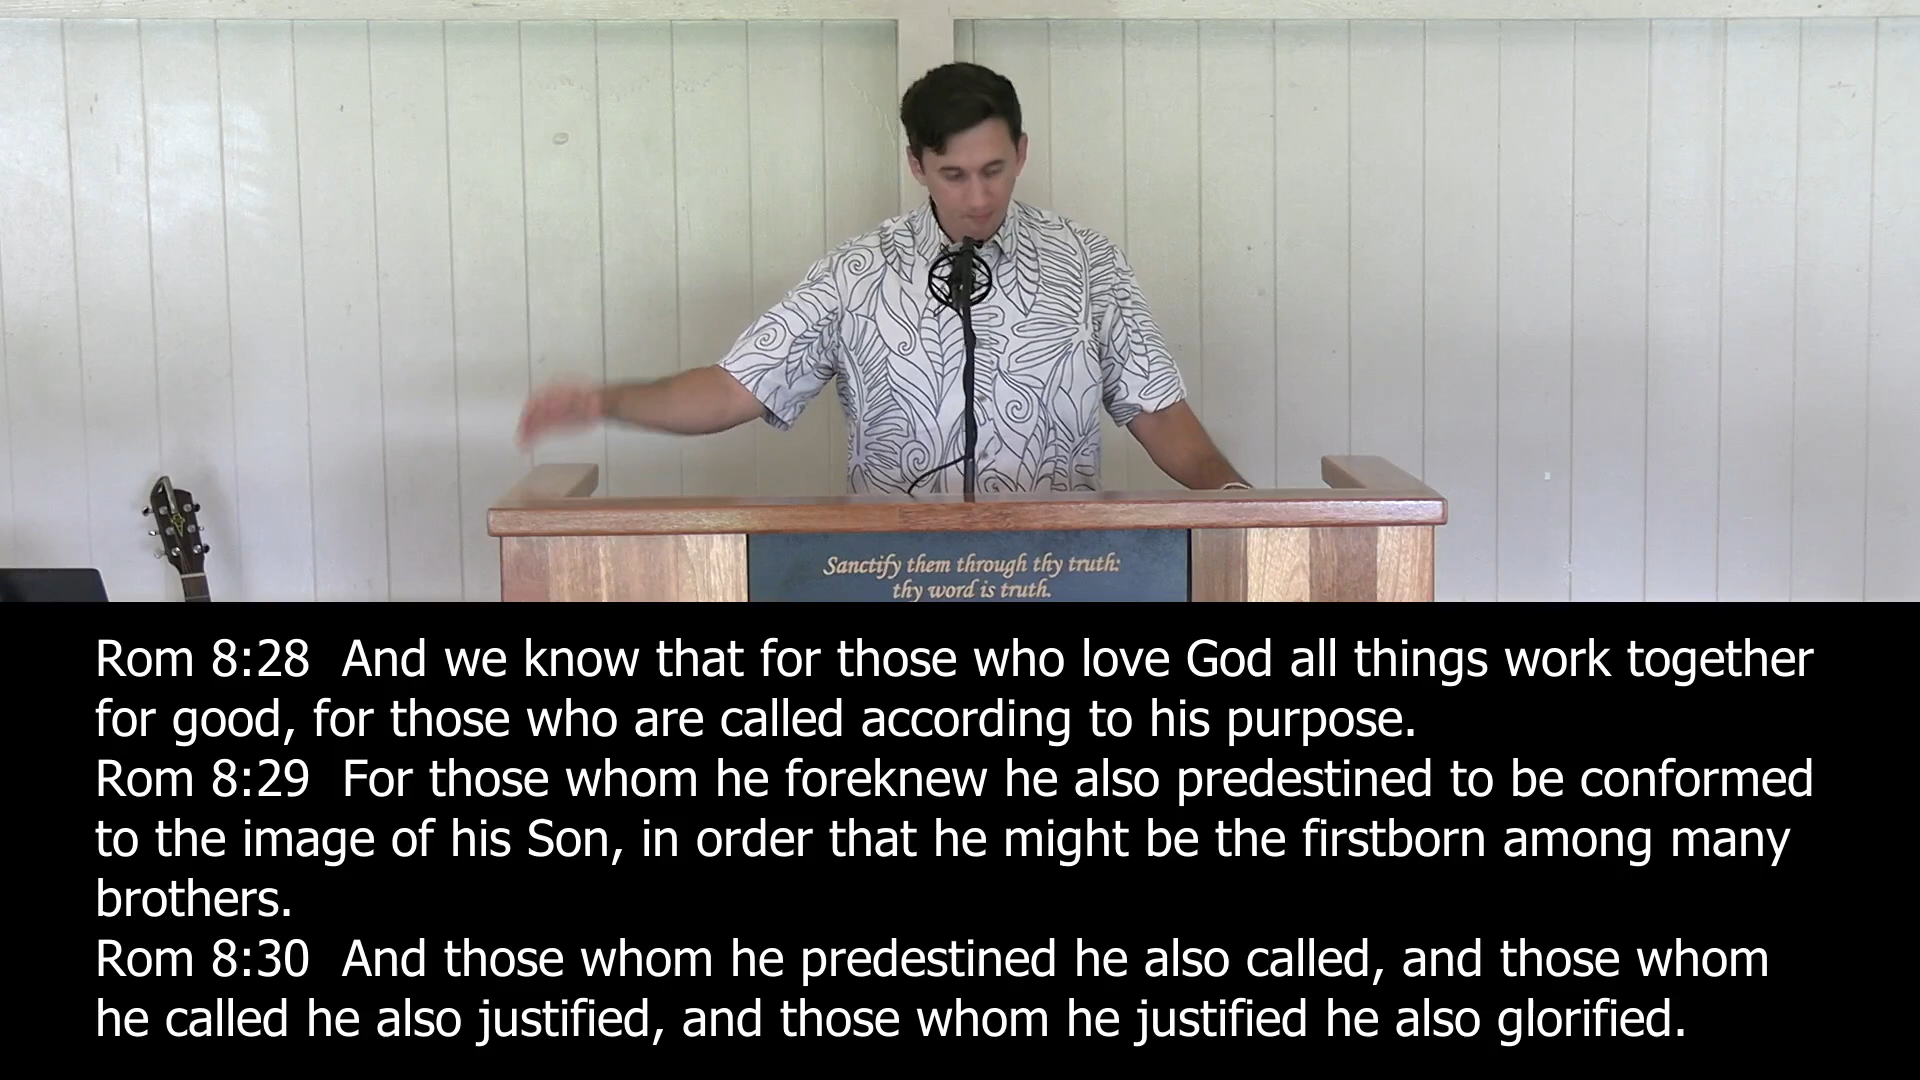 Sanctify them through thy truth:
thy word is truth.
Rom 8:28  And we know that for those who love God all things work together
for good, for those who are called according to his purpose.
Rom 8:29  For those whom he foreknew he also predestined to be conformed
to the image of his Son, in order that he might be the firstborn among many
brothers.
Rom 8:30  And those whom he predestined he also called, and those whom
he called he also justified, and those whom he justified he also glorified.